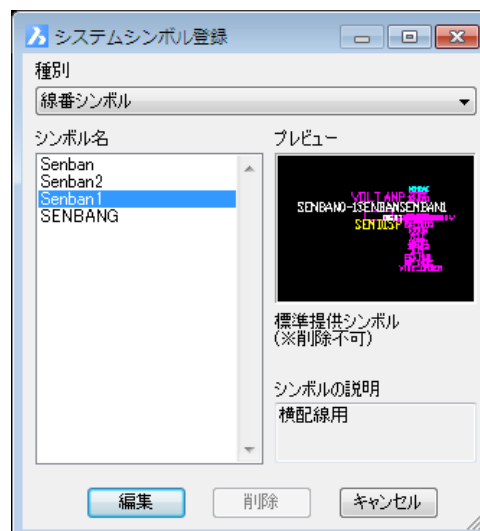 システムシンボル登録
種別
線番シンボル
シンボル名
プレビュー
Senban
Senban2
Senban1
SENBANG
SENDISP
標準提供シンボル
(※削除不可)
シンボルの説明
横配線用
編集
削除
キャンセル